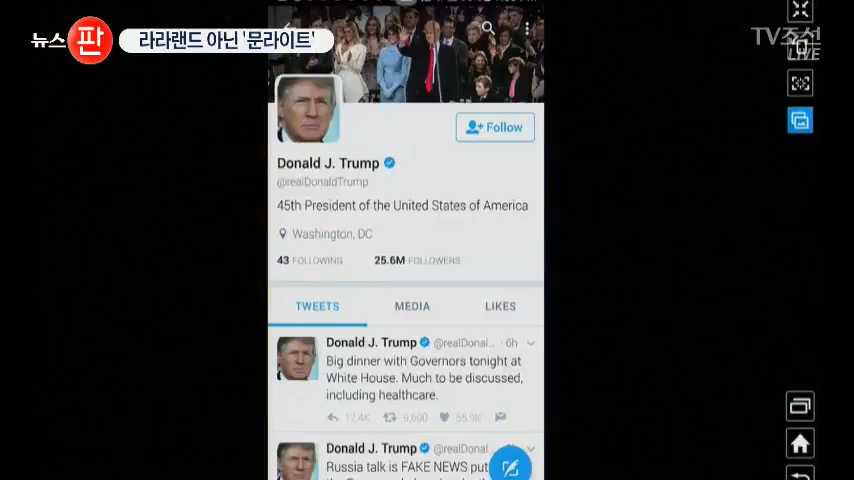 뉴스 판
라라랜드 아닌 '문라이트'
TV조선
LIVE
Follow
Donald J. Trump
@realDonaldTrump
45th President of the United States of America
Washington, DC
43 FOLLOWING 25.6M FOLLOWERS
TWEETS MEDIA LIKES
Donald J. Trump @realDonal... · 6h
Big dinner with Governors tonight at
White House. Much to be discussed,
including healthcare.
12.4K 9,600 55.9K
Donald J. Trump @realDonal...
Russia talk is FAKE NEWS put